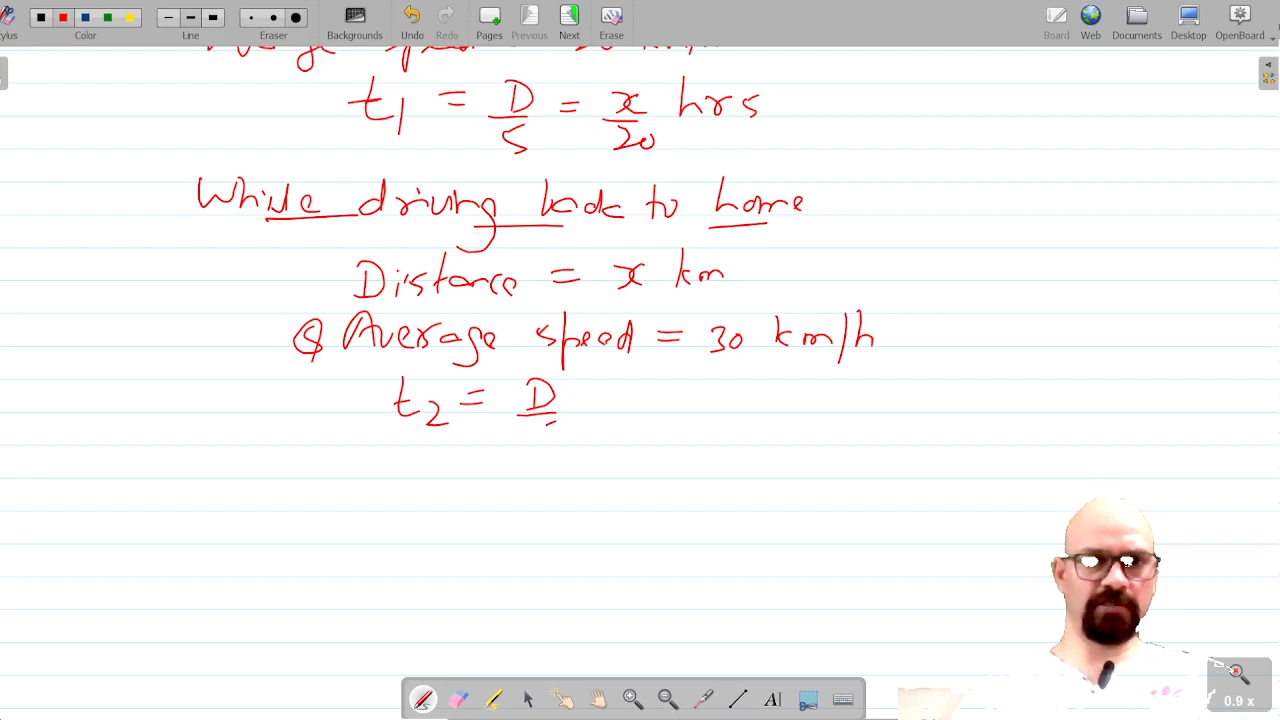 Stylus Color Line Eraser Backgrounds Undo Redo Pages Previous Next Erase Board Web Documents Desktop OpenBoard
t1 = D/S = x/20 hrs
While driving back to home
Distance = x km
Average speed = 30 km/h
t2 = D
0.9 x